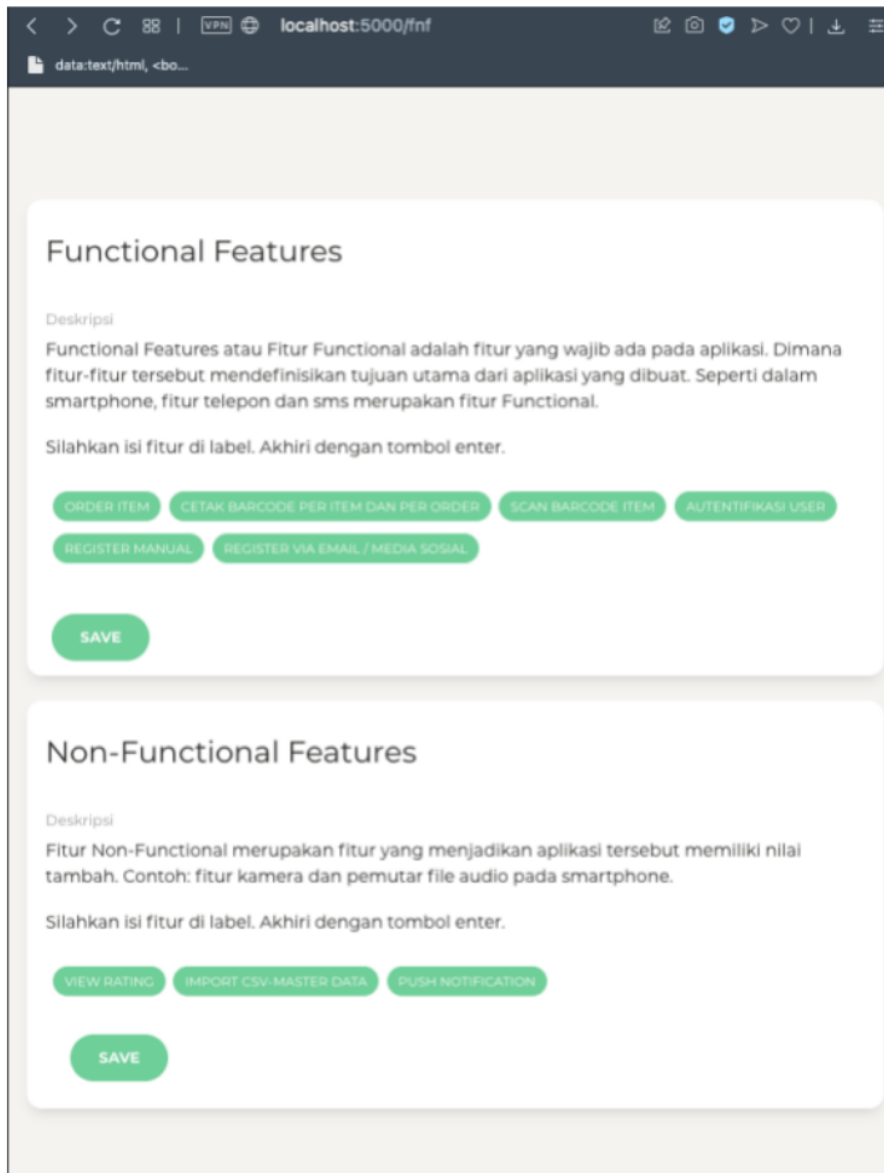 VPN localhost:5000/fnf
data:text/html, <bo...
Functional Features
Deskripsi
Functional Features atau Fitur Functional adalah fitur yang wajib ada pada aplikasi. Dimana
fitur-fitur tersebut mendefinisikan tujuan utama dari aplikasi yang dibuat. Seperti dalam
smartphone, fitur telepon dan sms merupakan fitur Functional.
Silahkan isi fitur di label. Akhiri dengan tombol enter.
ORDER ITEM CETAK BARCODE PER ITEM DAN PER ORDER SCAN BARCODE ITEM AUTENTIFIKASI USER
REGISTER MANUAL REGISTER VIA EMAIL / MEDIA SOSIAL
SAVE
Non-Functional Features
Deskripsi
Fitur Non-Functional merupakan fitur yang menjadikan aplikasi tersebut memiliki nilai
tambah. Contoh: fitur kamera dan pemutar file audio pada smartphone.
Silahkan isi fitur di label. Akhiri dengan tombol enter.
VIEW RATING IMPORT CSV-MASTER DATA PUSH NOTIFICATION
SAVE